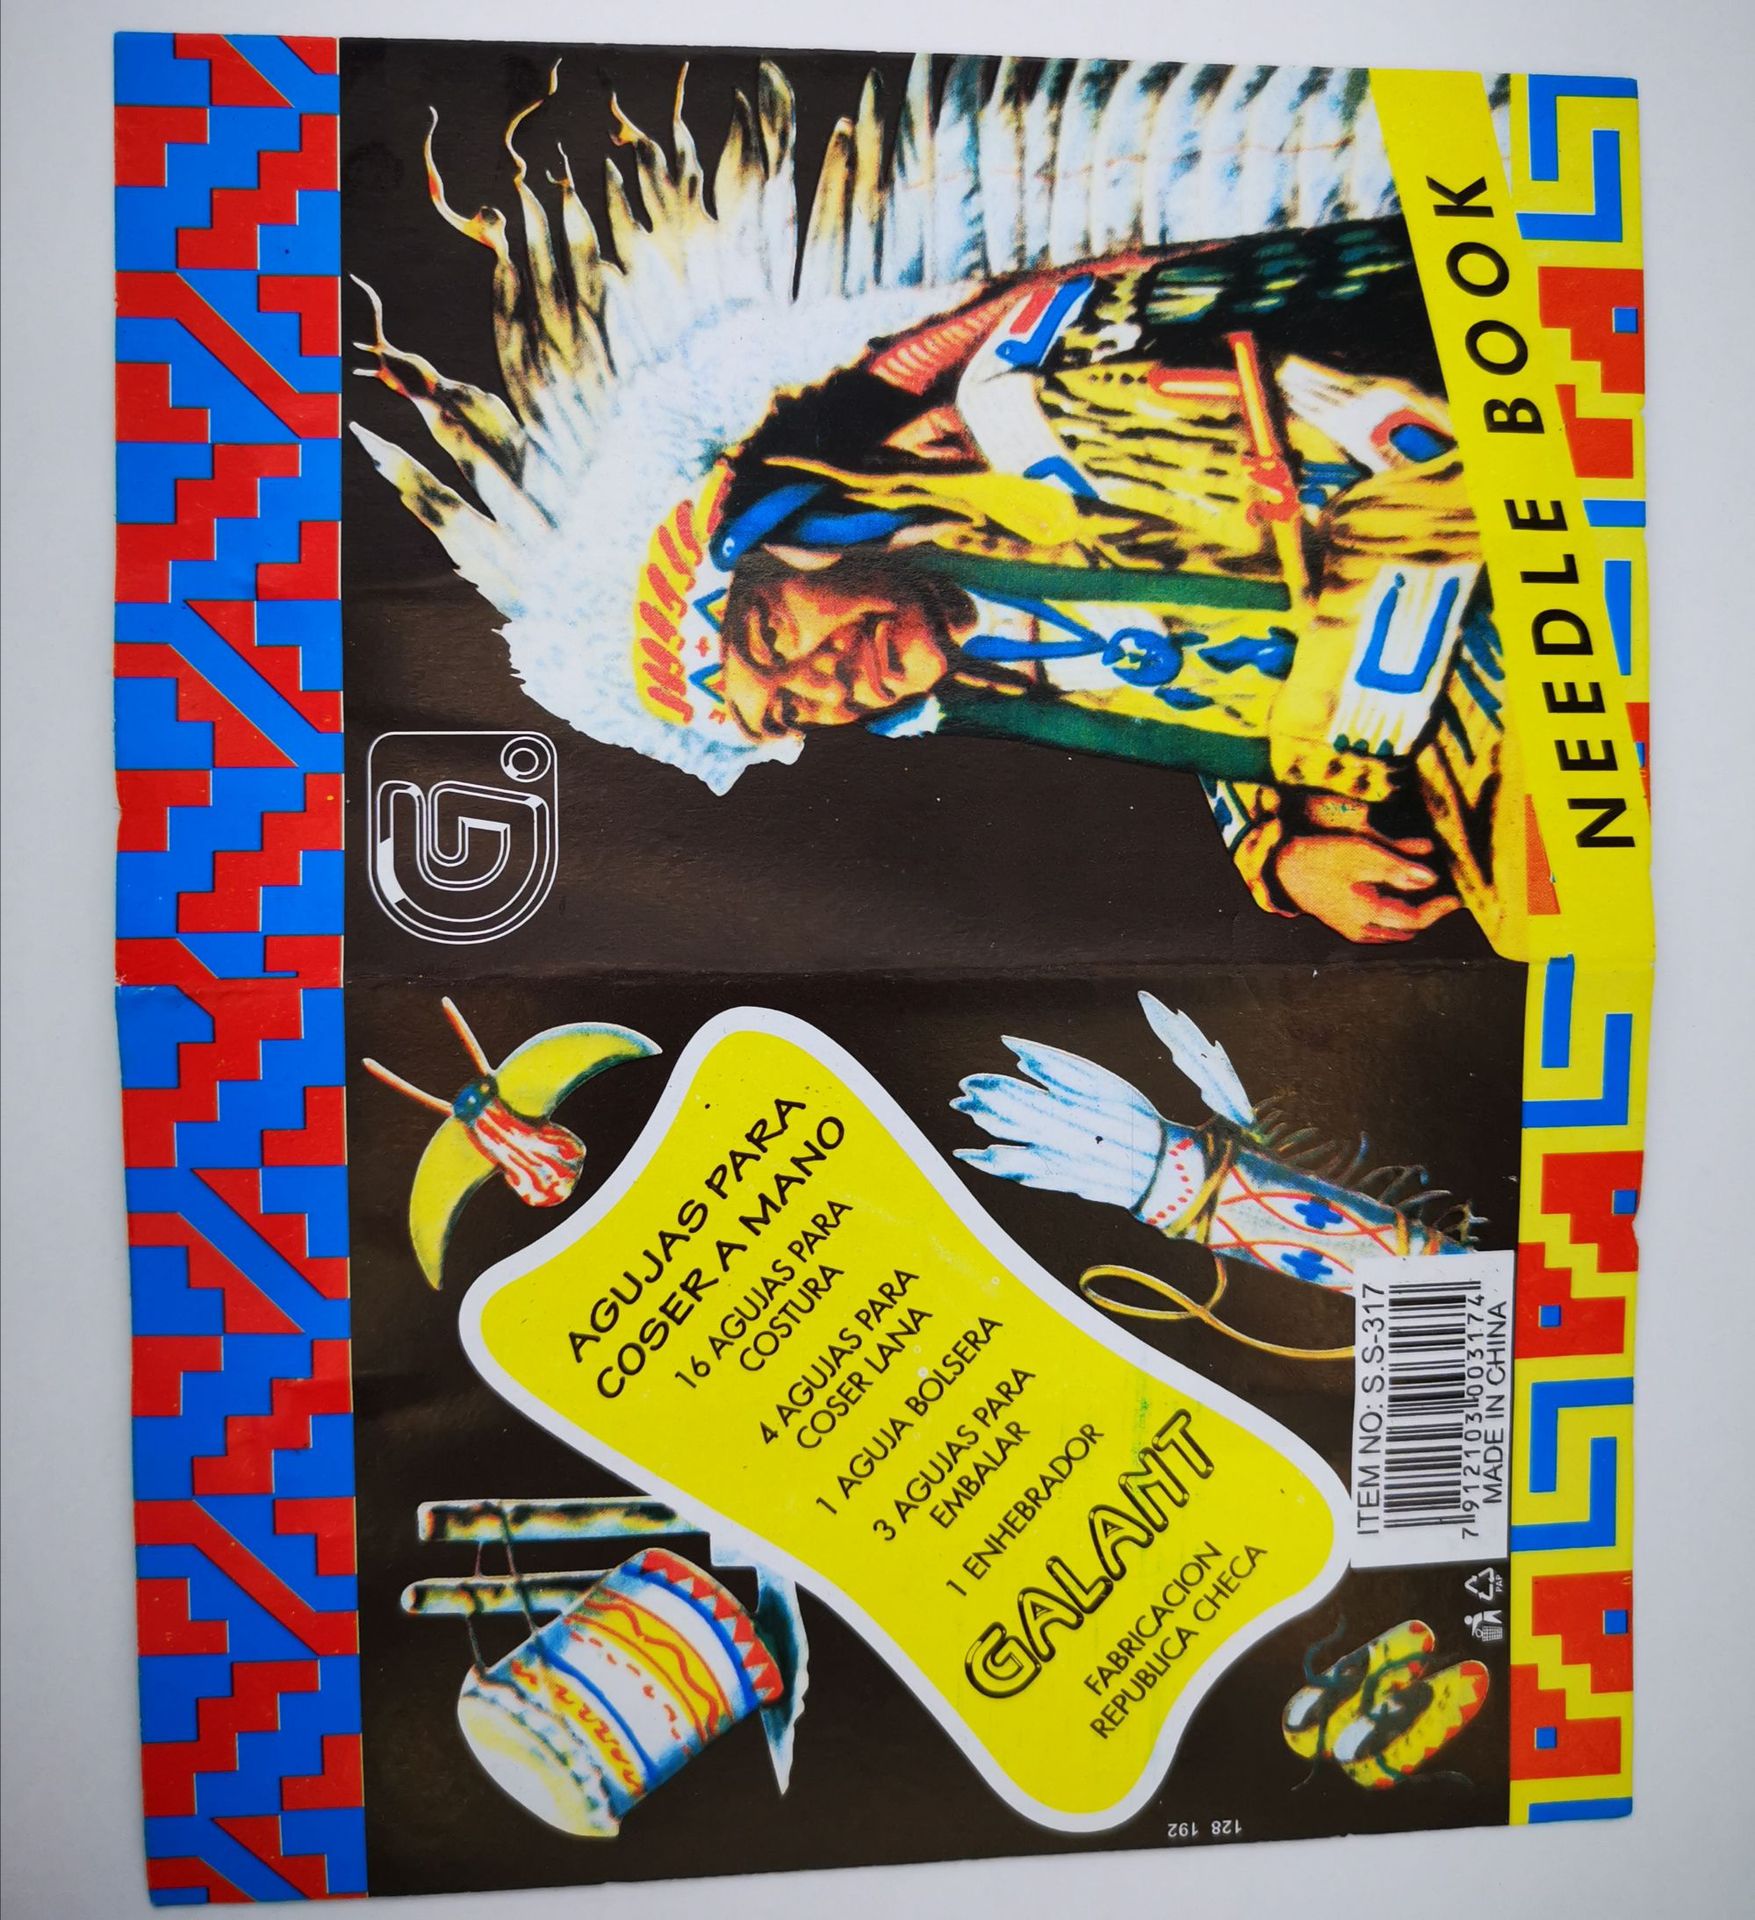 NEEDLE BOOK
G
AGUJAS PARA
COSER A MANO
16 AGUJAS PARA
COSTURA
4 AGUJAS PARA
COSER LANA
1 AGUJA BOLSERA
3 AGUJAS PARA
EMBALAR
1 ENHEBRADOR
GALANT
FABRICACION
REPUBLICA CHECA
ITEM NO: S.S-317
7 912103 003174
MADE IN CHINA
PAP
128 192